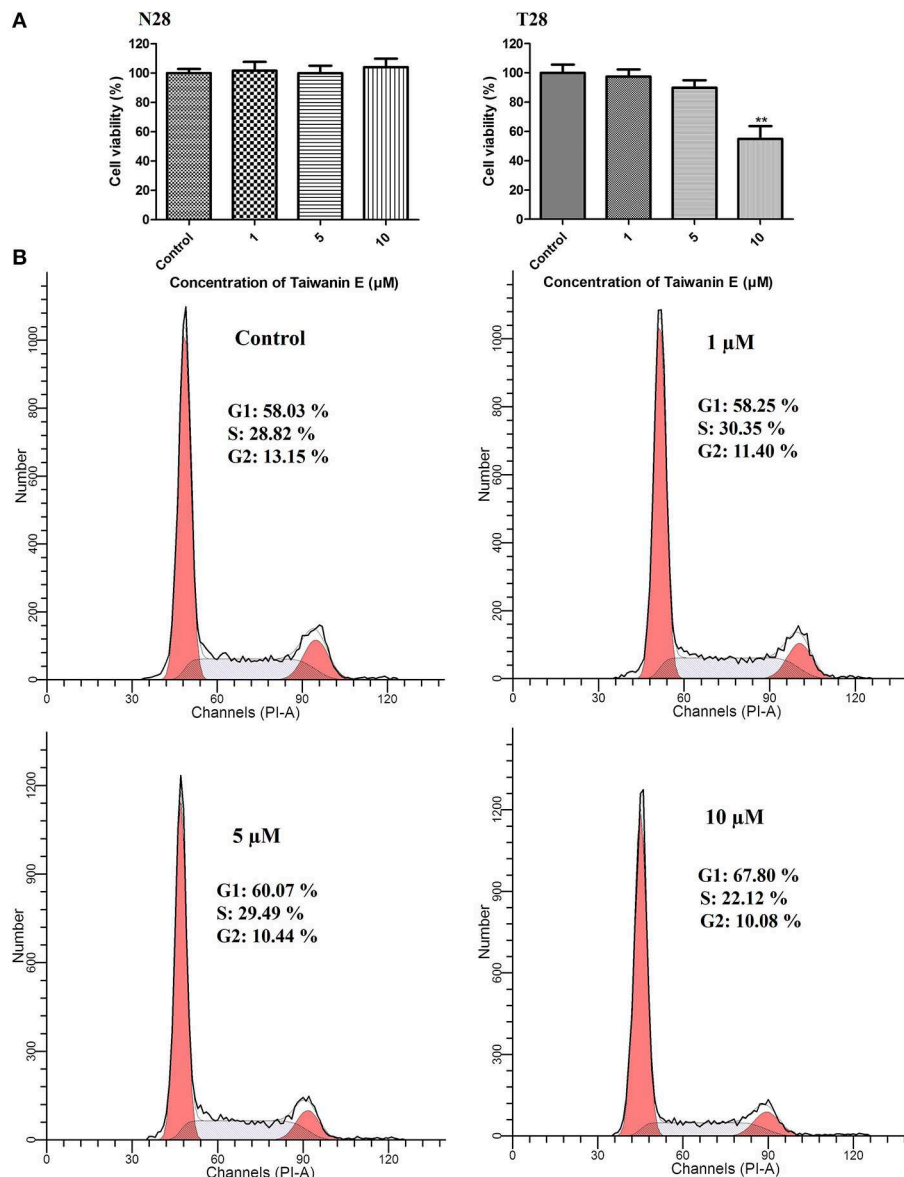 A
N28
T28
Cell viability (%)
120
100
80
60
40
20
0
Control
1
5
10
Concentration of Taiwanin E (µM)
Cell viability (%)
120
100
80
60
40
20
0
**
Control
1
5
10
Concentration of Taiwanin E (µM)
B
Number
1000
800
600
400
200
0
Control
G1: 58.03 %
S: 28.82 %
G2: 13.15 %
0
30
60
90
120
Channels (PI-A)
Number
1000
800
600
400
200
0
1 µM
G1: 58.25 %
S: 30.35 %
G2: 11.40 %
0
30
60
90
120
Channels (PI-A)
Number
1200
900
600
300
0
5 µM
G1: 60.07 %
S: 29.49 %
G2: 10.44 %
0
30
60
90
120
Channels (PI-A)
Number
1200
900
600
300
0
10 µM
G1: 67.80 %
S: 22.12 %
G2: 10.08 %
0
30
60
90
120
Channels (PI-A)